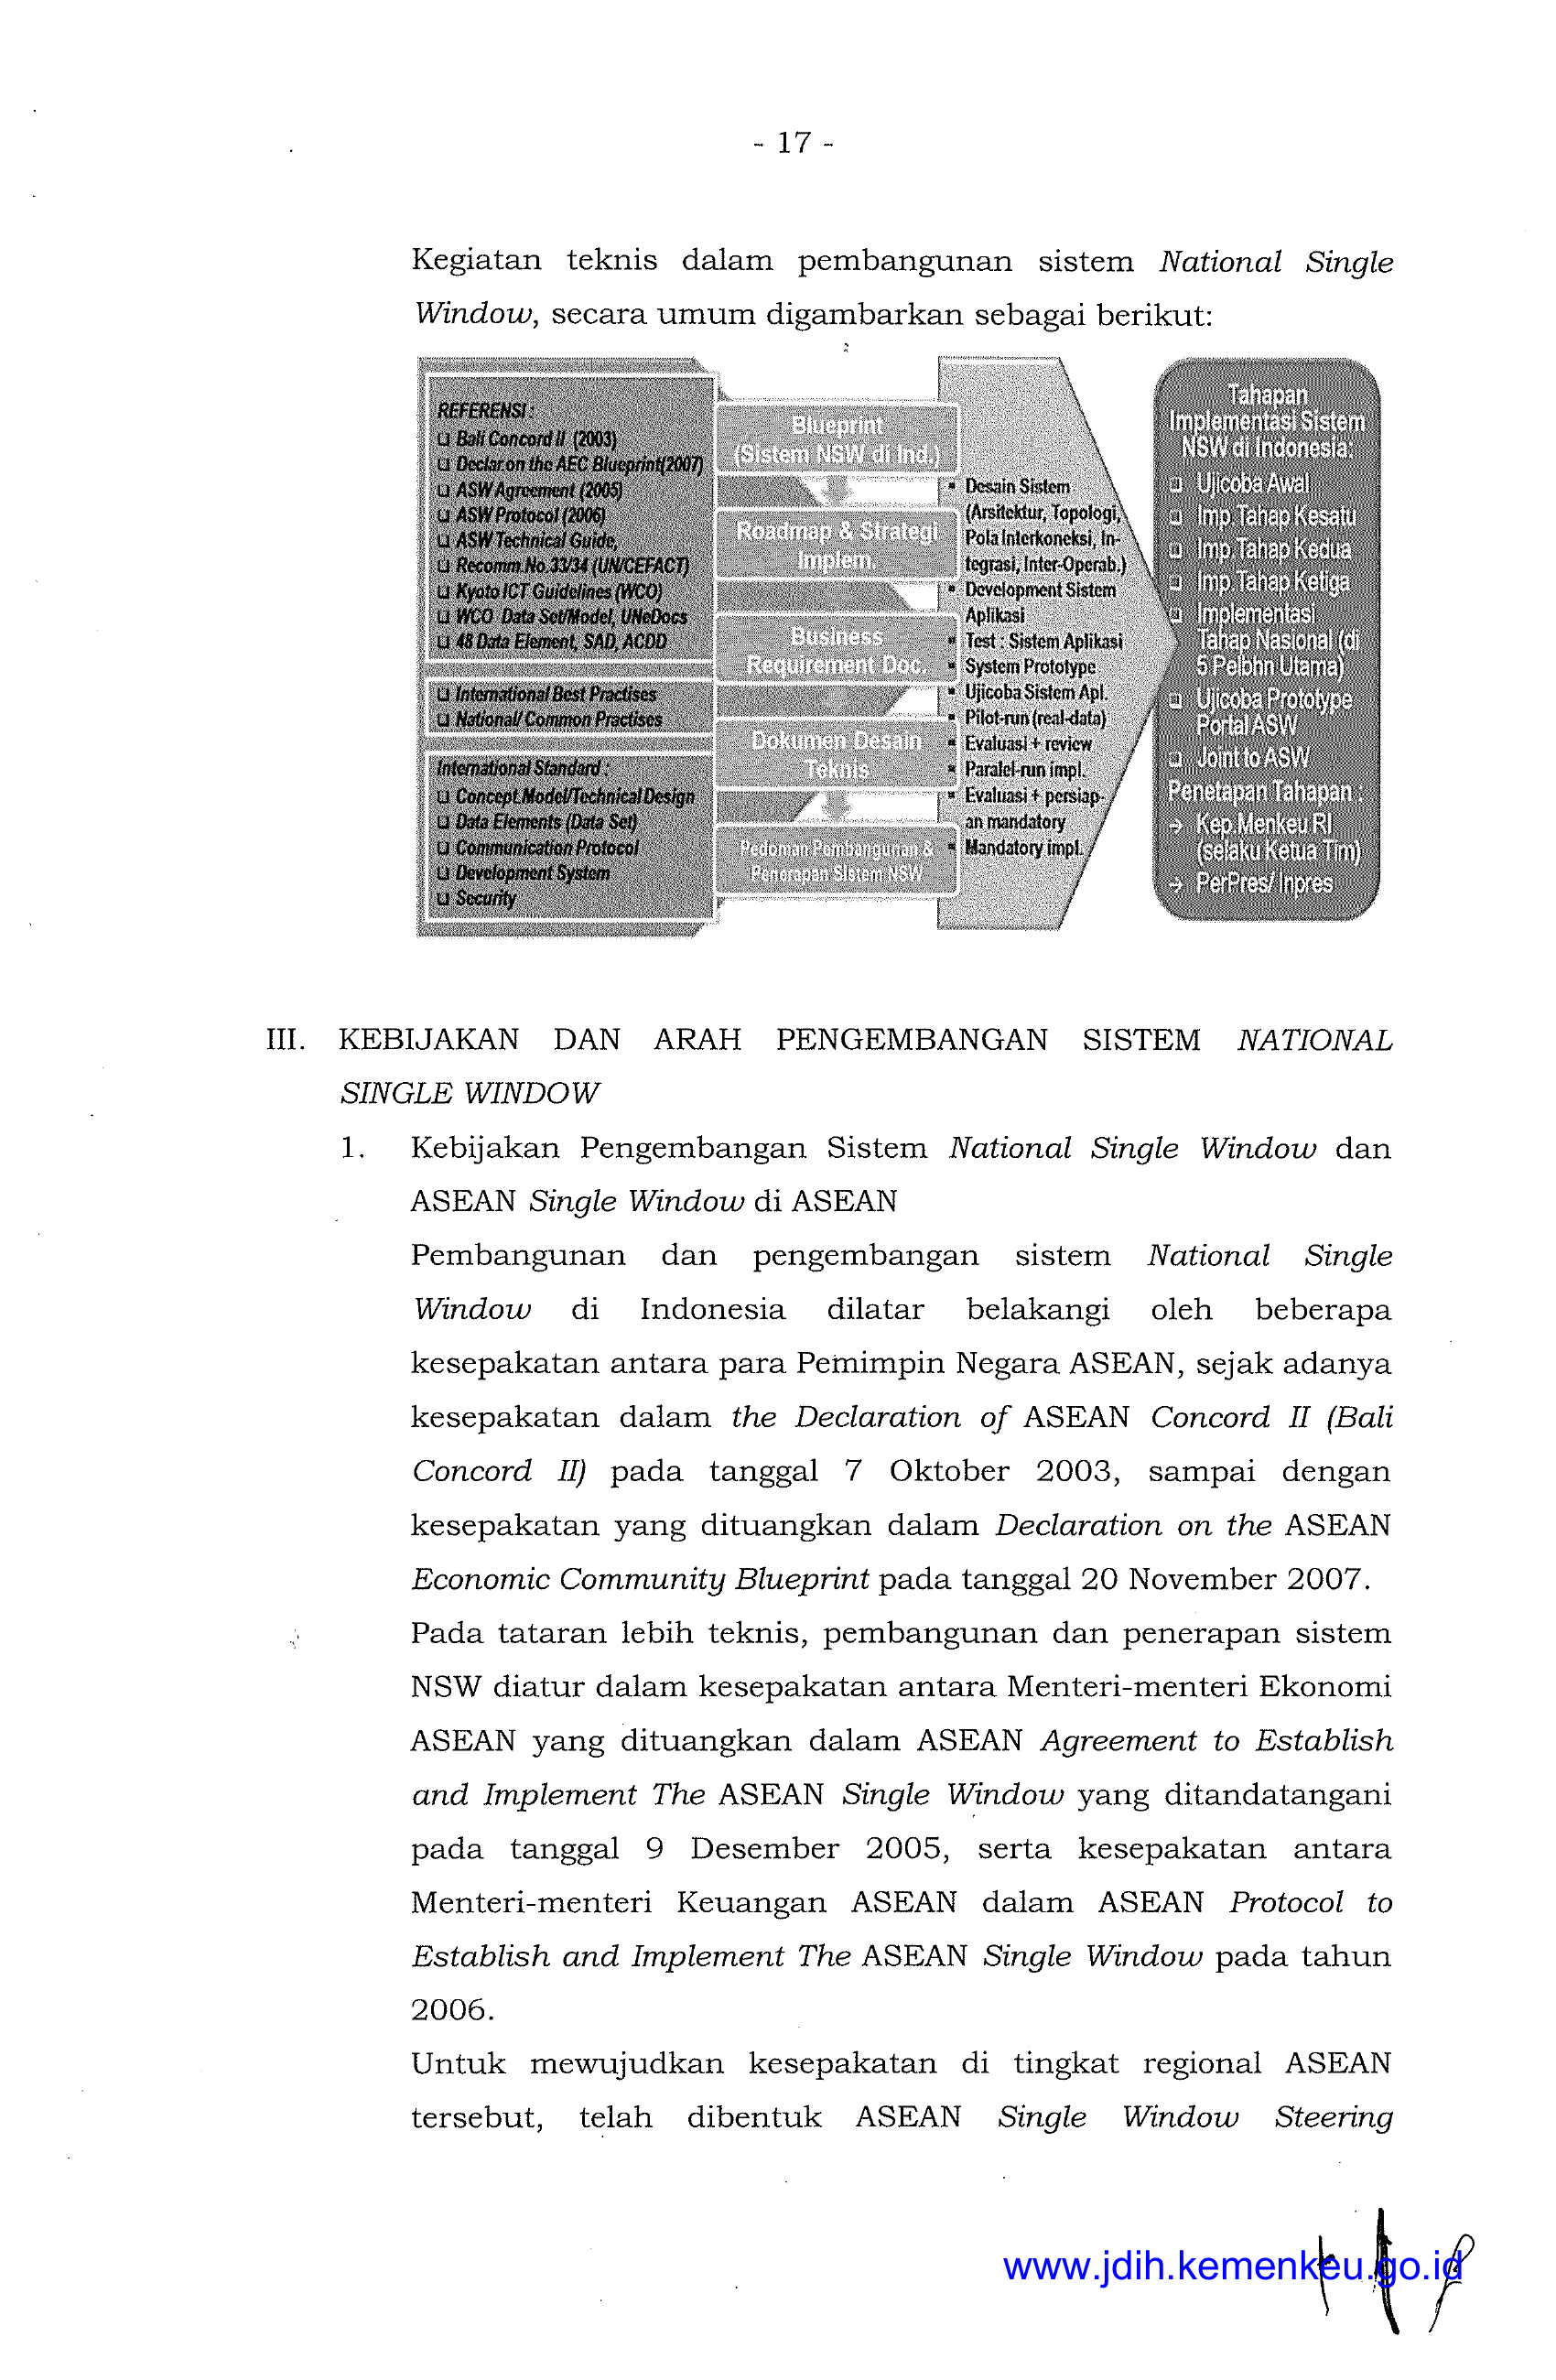 - 17 -
Kegiatan teknis dalam pembangunan sistem National Single
Window, secara umum digambarkan sebagai berikut:
REFERENSI :
❑ Bali Concord II (2003)
❑ Declar.on the AEC Blueprint(2007)
❑ ASW Agreement (2005)
❑ ASW Protocol (2006)
❑ ASW Technical Guide,
❑ Recomm.No.33/34 (UN/CEFACT)
❑ Kyoto ICT Guidelines (WCO)
❑ WCO Data Set/Model, UNeDocs
❑ 48 Data Element, SAD, ACDD
❑ International Best Practises
❑ National/ Common Practises
International Standard :
❑ Concept.Model/Technical Design
❑ Data Elements (Data Set)
❑ Communication Protocol
❑ Development System
❑ Security
Blueprint
(Sistem NSW di Ind.)
Roadmap & Strategi
Implem.
Business
Requirement Doc.
Dokumen Desain
Teknis
Pedoman Pembangunan &
Penerapan Sistem NSW
▪ Desain Sistem
(Arsitektur, Topologi,
Pola Interkoneksi, In-
tegrasi, Inter-Operab.)
▪ Development Sistem
Aplikasi
▪ Test : Sistem Aplikasi
▪ System Prototype
▪ Ujicoba Sistem Apl.
▪ Pilot-run (real-data)
▪ Evaluasi + review
▪ Paralel-run impl.
▪ Evaluasi + persiap-
an mandatory
▪ Mandatory impl.
Tahapan
Implementasi Sistem
NSW di Indonesia:
❑ Ujicoba Awal
❑ Imp.Tahap Kesatu
❑ Imp.Tahap Kedua
❑ Imp.Tahap Ketiga
❑ Implementasi
Tahap Nasional (di
5 Pelbhn Utama)
❑ Ujicoba Prototype
Portal ASW
❑ Joint to ASW
Penetapan Tahapan :
→ Kep.Menkeu RI
(selaku Ketua Tim)
→ PerPres/ Inpres
III. KEBIJAKAN DAN ARAH PENGEMBANGAN SISTEM NATIONAL
SINGLE WINDOW
1. Kebijakan Pengembangan Sistem National Single Window dan
ASEAN Single Window di ASEAN
Pembangunan dan pengembangan sistem National Single
Window di Indonesia dilatar belakangi oleh beberapa
kesepakatan antara para Pemimpin Negara ASEAN, sejak adanya
kesepakatan dalam the Declaration of ASEAN Concord II (Bali
Concord II) pada tanggal 7 Oktober 2003, sampai dengan
kesepakatan yang dituangkan dalam Declaration on the ASEAN
Economic Community Blueprint pada tanggal 20 November 2007.
Pada tataran lebih teknis, pembangunan dan penerapan sistem
NSW diatur dalam kesepakatan antara Menteri-menteri Ekonomi
ASEAN yang dituangkan dalam ASEAN Agreement to Establish
and Implement The ASEAN Single Window yang ditandatangani
pada tanggal 9 Desember 2005, serta kesepakatan antara
Menteri-menteri Keuangan ASEAN dalam ASEAN Protocol to
Establish and Implement The ASEAN Single Window pada tahun
2006.
Untuk mewujudkan kesepakatan di tingkat regional ASEAN
tersebut, telah dibentuk ASEAN Single Window Steering
www.jdih.kemenkeu.go.id